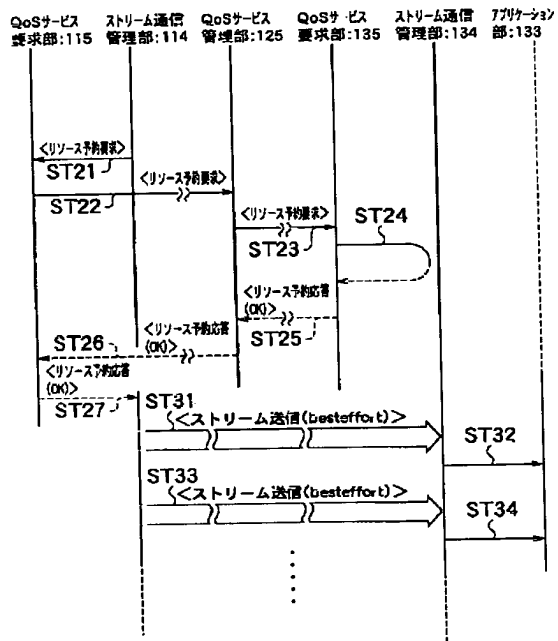 QoSサービス
要求部:115
ストリーム通信
管理部:114
QoSサービス
管理部:125
QoSサービス
要求部:135
ストリーム通信
管理部:134
アプリケーション
部:133
<リソース予約要求>
ST21
<リソース予約要求>
ST22
<リソース予約要求>
ST23
ST24
<リソース予約応答
(OK)>
ST25
<リソース予約応答
(OK)>
ST26
<リソース予約応答
(OK)>
ST27
ST31
<ストリーム送信(besteffort)>
ST32
ST33
<ストリーム送信(besteffort)>
ST34